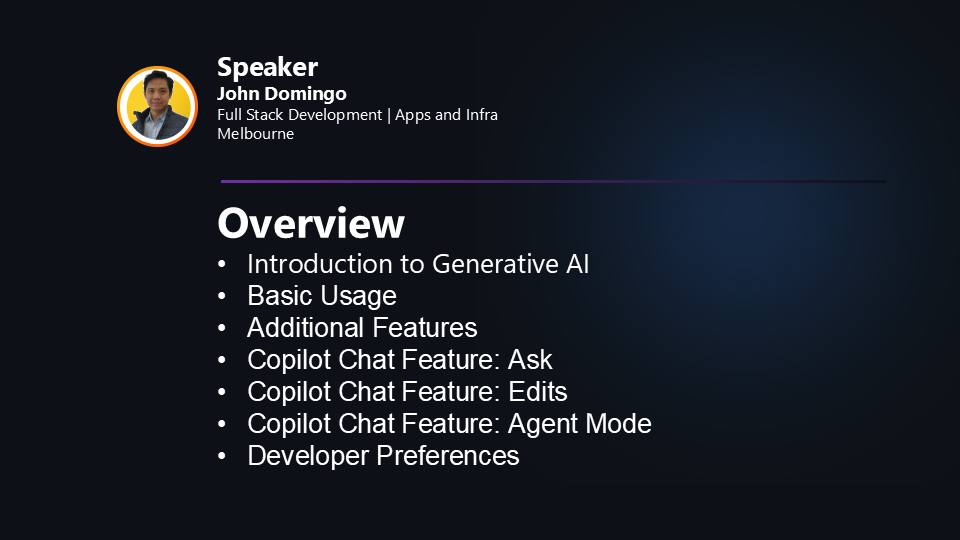 Speaker
John Domingo
Full Stack Development | Apps and Infra
Melbourne
Overview
• Introduction to Generative AI
• Basic Usage
• Additional Features
• Copilot Chat Feature: Ask
• Copilot Chat Feature: Edits
• Copilot Chat Feature: Agent Mode
• Developer Preferences